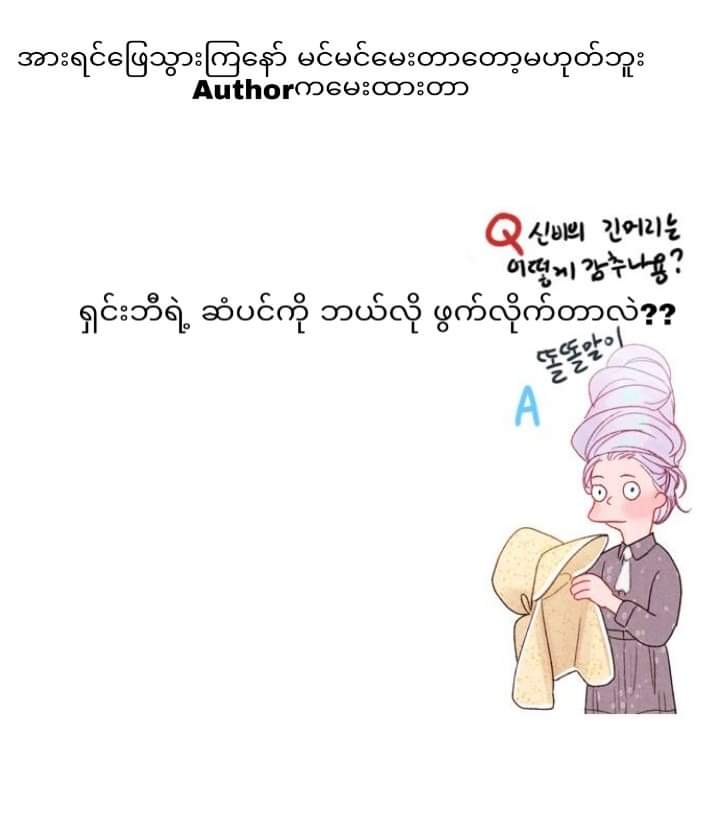 အားရင်ဖြေသွားကြနော် မင်မင်မေးတာတော့မဟုတ်ဘူး
Authorကမေးထားတာ
Q 신비의 긴머리는
어떻게 감추나용?
ရှင်းဘီရဲ့ ဆံပင်ကို ဘယ်လို ဖွက်လိုက်တာလဲ??
똘똘말이
A